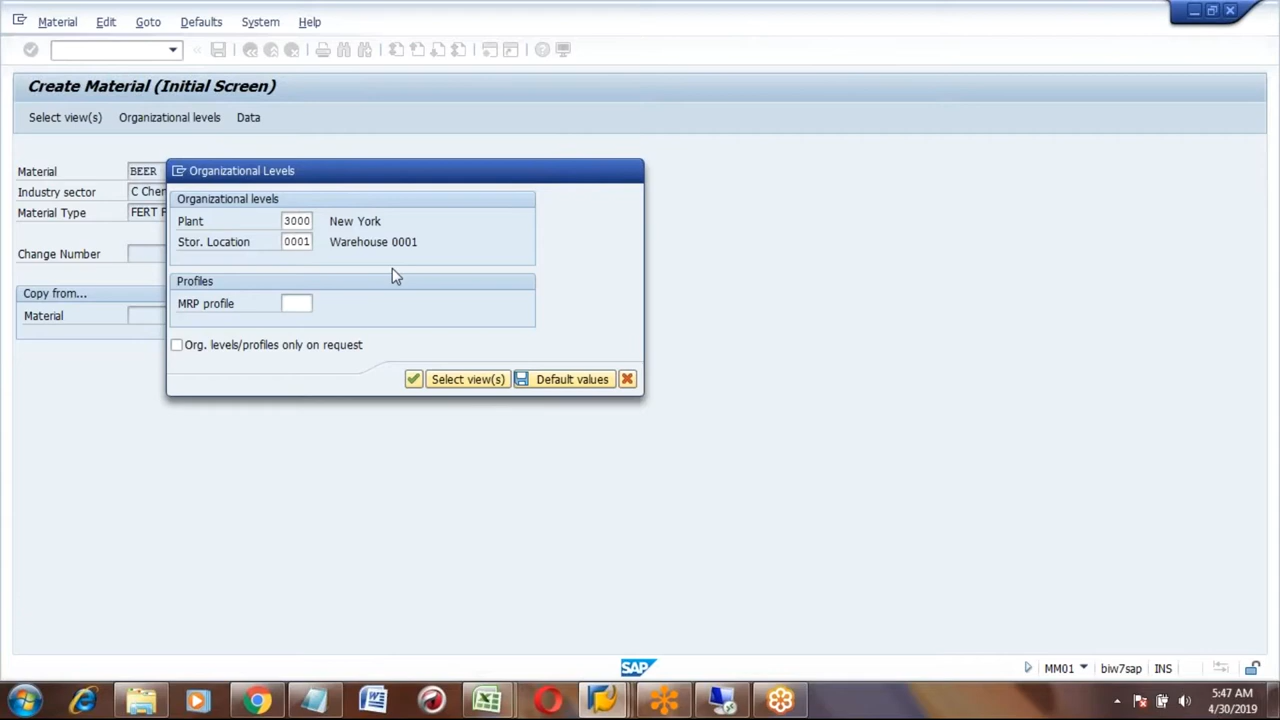 Material Edit Goto Defaults System Help
Create Material (Initial Screen)
Select view(s) Organizational levels Data
Material BEER
Industry sector C Chem
Material Type FERT
Change Number
Copy from...
Material
Organizational Levels
Organizational levels
Plant 3000 New York
Stor. Location 0001 Warehouse 0001
Profiles
MRP profile
Org. levels/profiles only on request
Select view(s) Default values
SAP
MM01 biw7sap INS
5:47 AM
4/30/2019